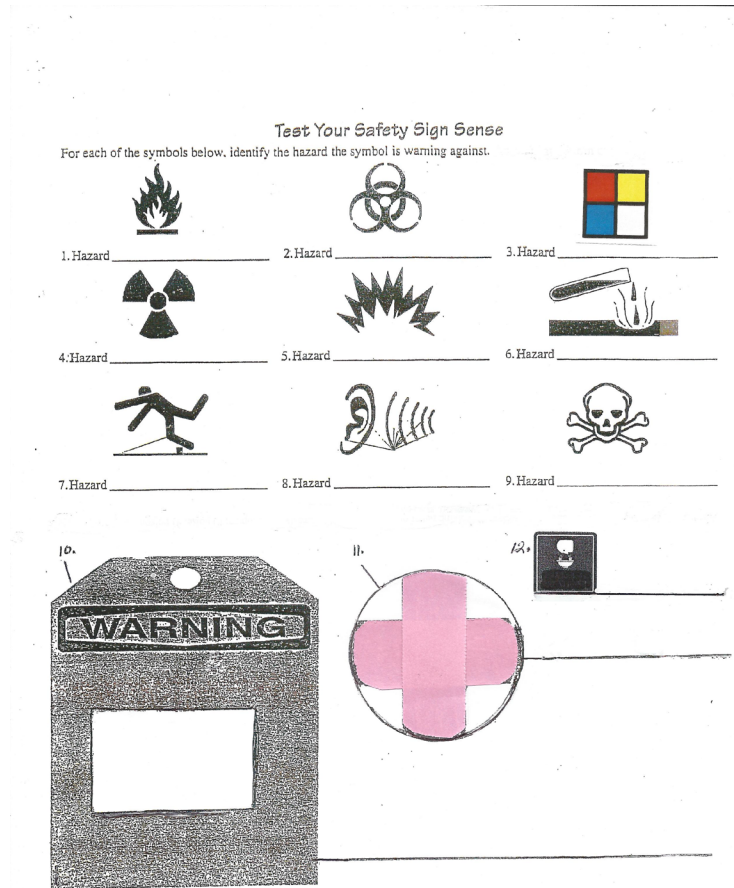 Test Your Safety Sign Sense
For each of the symbols below, identify the hazard the symbol is warning against.
1. Hazard
2. Hazard
3. Hazard
4. Hazard
5. Hazard
6. Hazard
7. Hazard
8. Hazard
9. Hazard
10.
11.
12.
WARNING